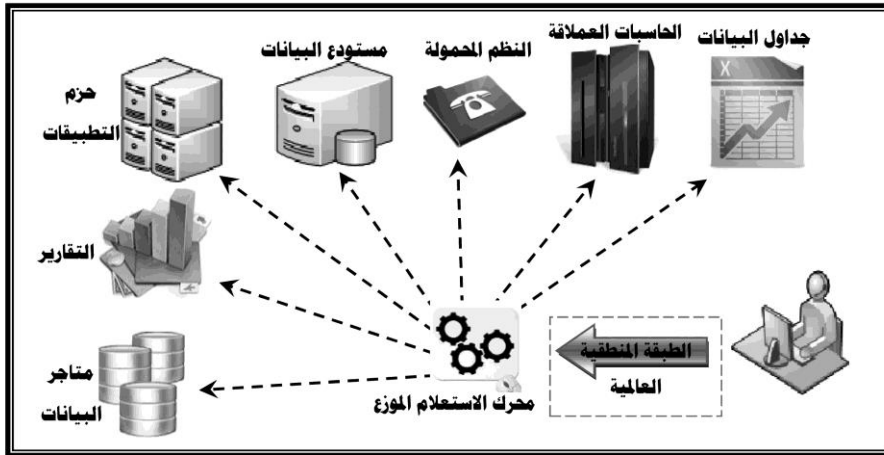 جداول البيانات
الحاسبات العملاقة
النظم المحمولة
مستودع البيانات
حزم
التطبيقات
التقارير
متاجر
البيانات
محرك الاستعلام الموزع
الطبقة المنطقية
العالمية
X